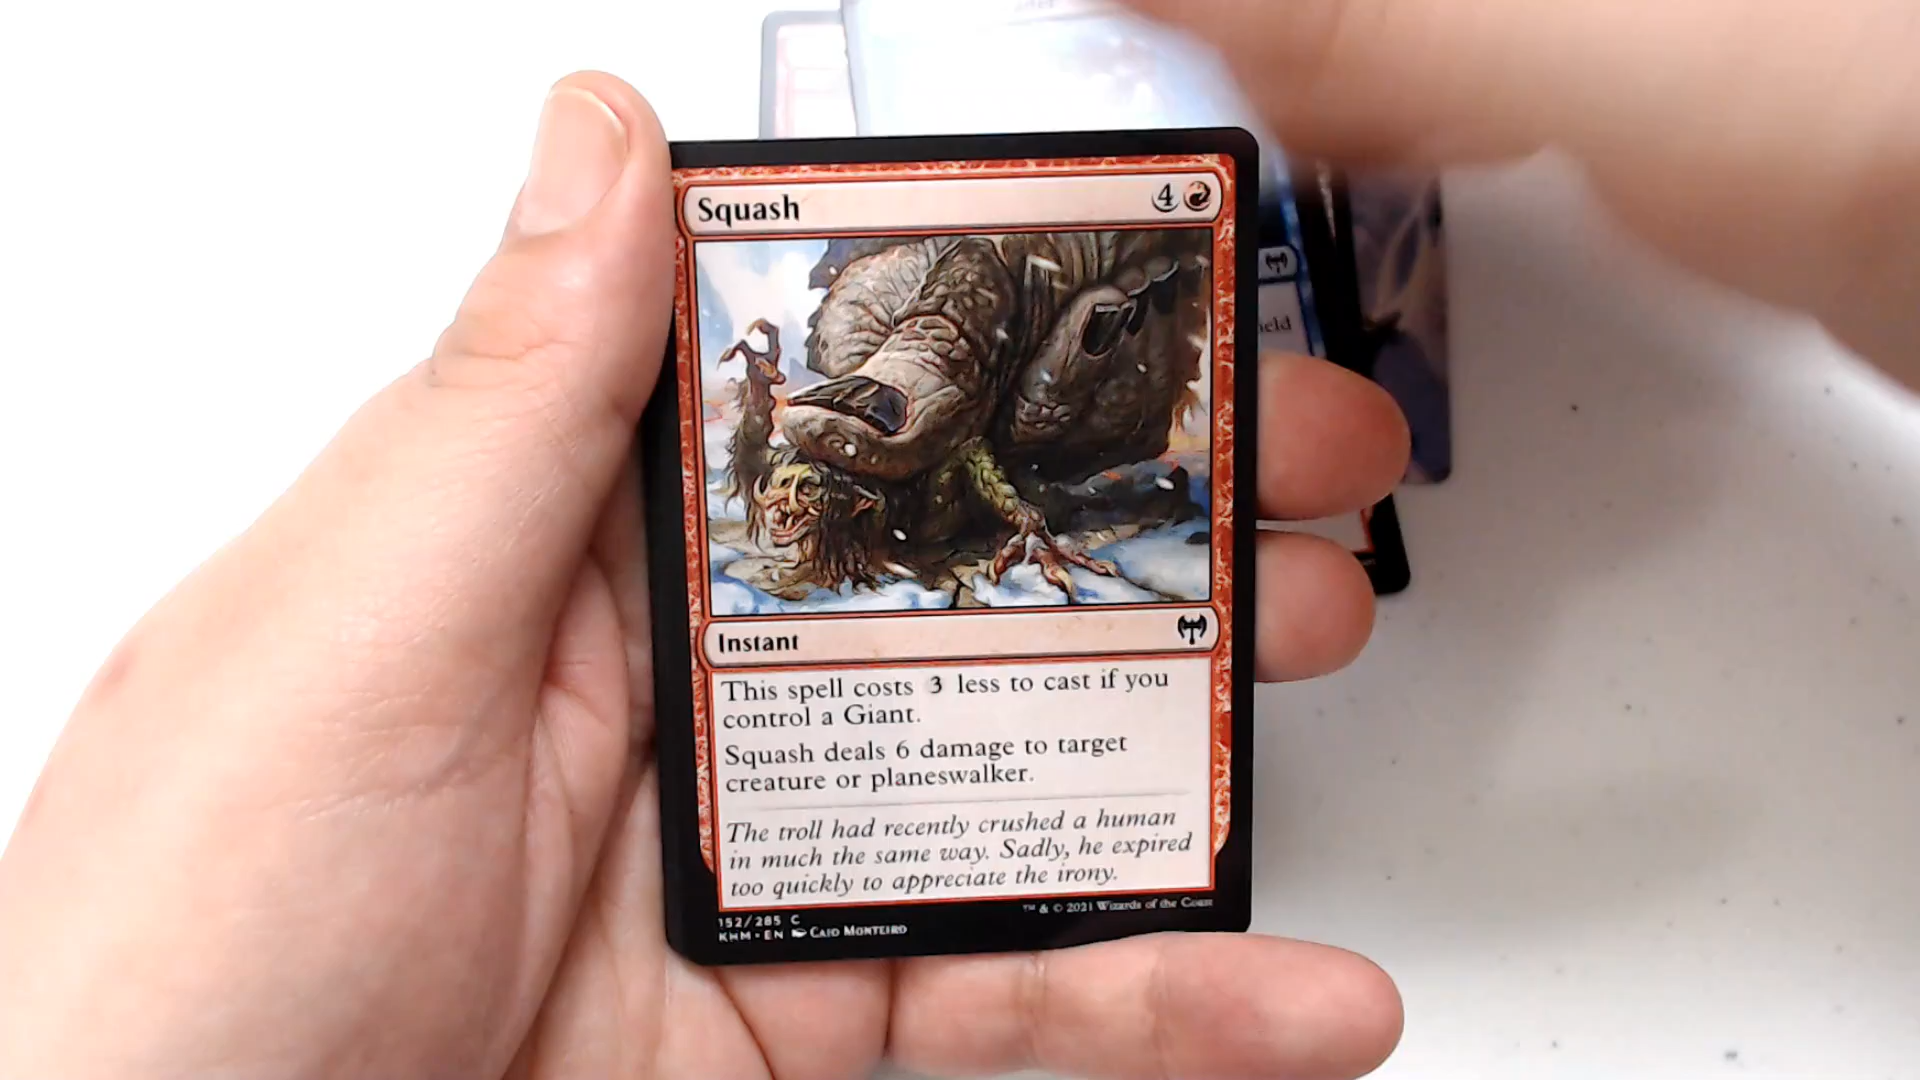 Squash
4
Instant
This spell costs 3 less to cast if you
control a Giant.
Squash deals 6 damage to target
creature or planeswalker.
The troll had recently crushed a human
in much the same way. Sadly, he expired
too quickly to appreciate the irony.
152/285 C
KHM • EN Caio Monteiro
™ & © 2021 Wizards of the Coast